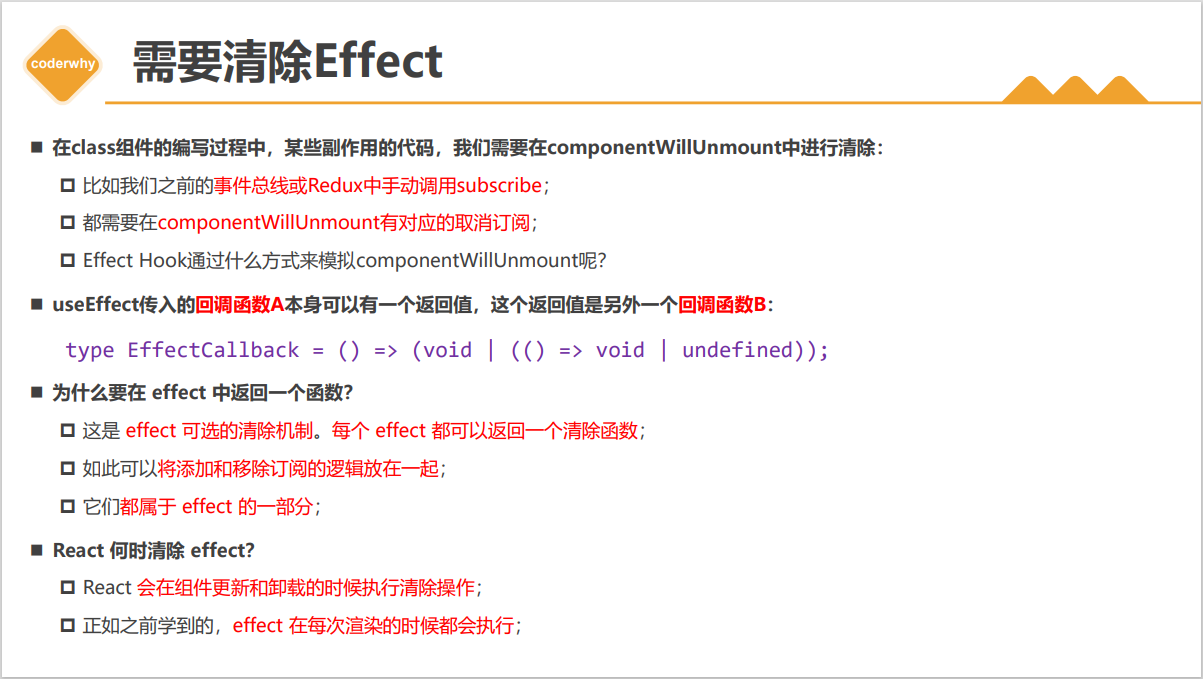 coderwhy
需要清除Effect
■ 在class组件的编写过程中，某些副作用的代码，我们需要在componentWillUnmount中进行清除：
比如我们之前的事件总线或Redux中手动调用subscribe；
都需要在componentWillUnmount有对应的取消订阅；
Effect Hook通过什么方式来模拟componentWillUnmount呢？
■ useEffect传入的回调函数A本身可以有一个返回值，这个返回值是另外一个回调函数B：
type EffectCallback = () => (void | (() => void | undefined));
■ 为什么要在 effect 中返回一个函数？
这是 effect 可选的清除机制。每个 effect 都可以返回一个清除函数；
如此可以将添加和移除订阅的逻辑放在一起；
它们都属于 effect 的一部分；
■ React 何时清除 effect？
React 会在组件更新和卸载的时候执行清除操作；
正如之前学到的，effect 在每次渲染的时候都会执行；